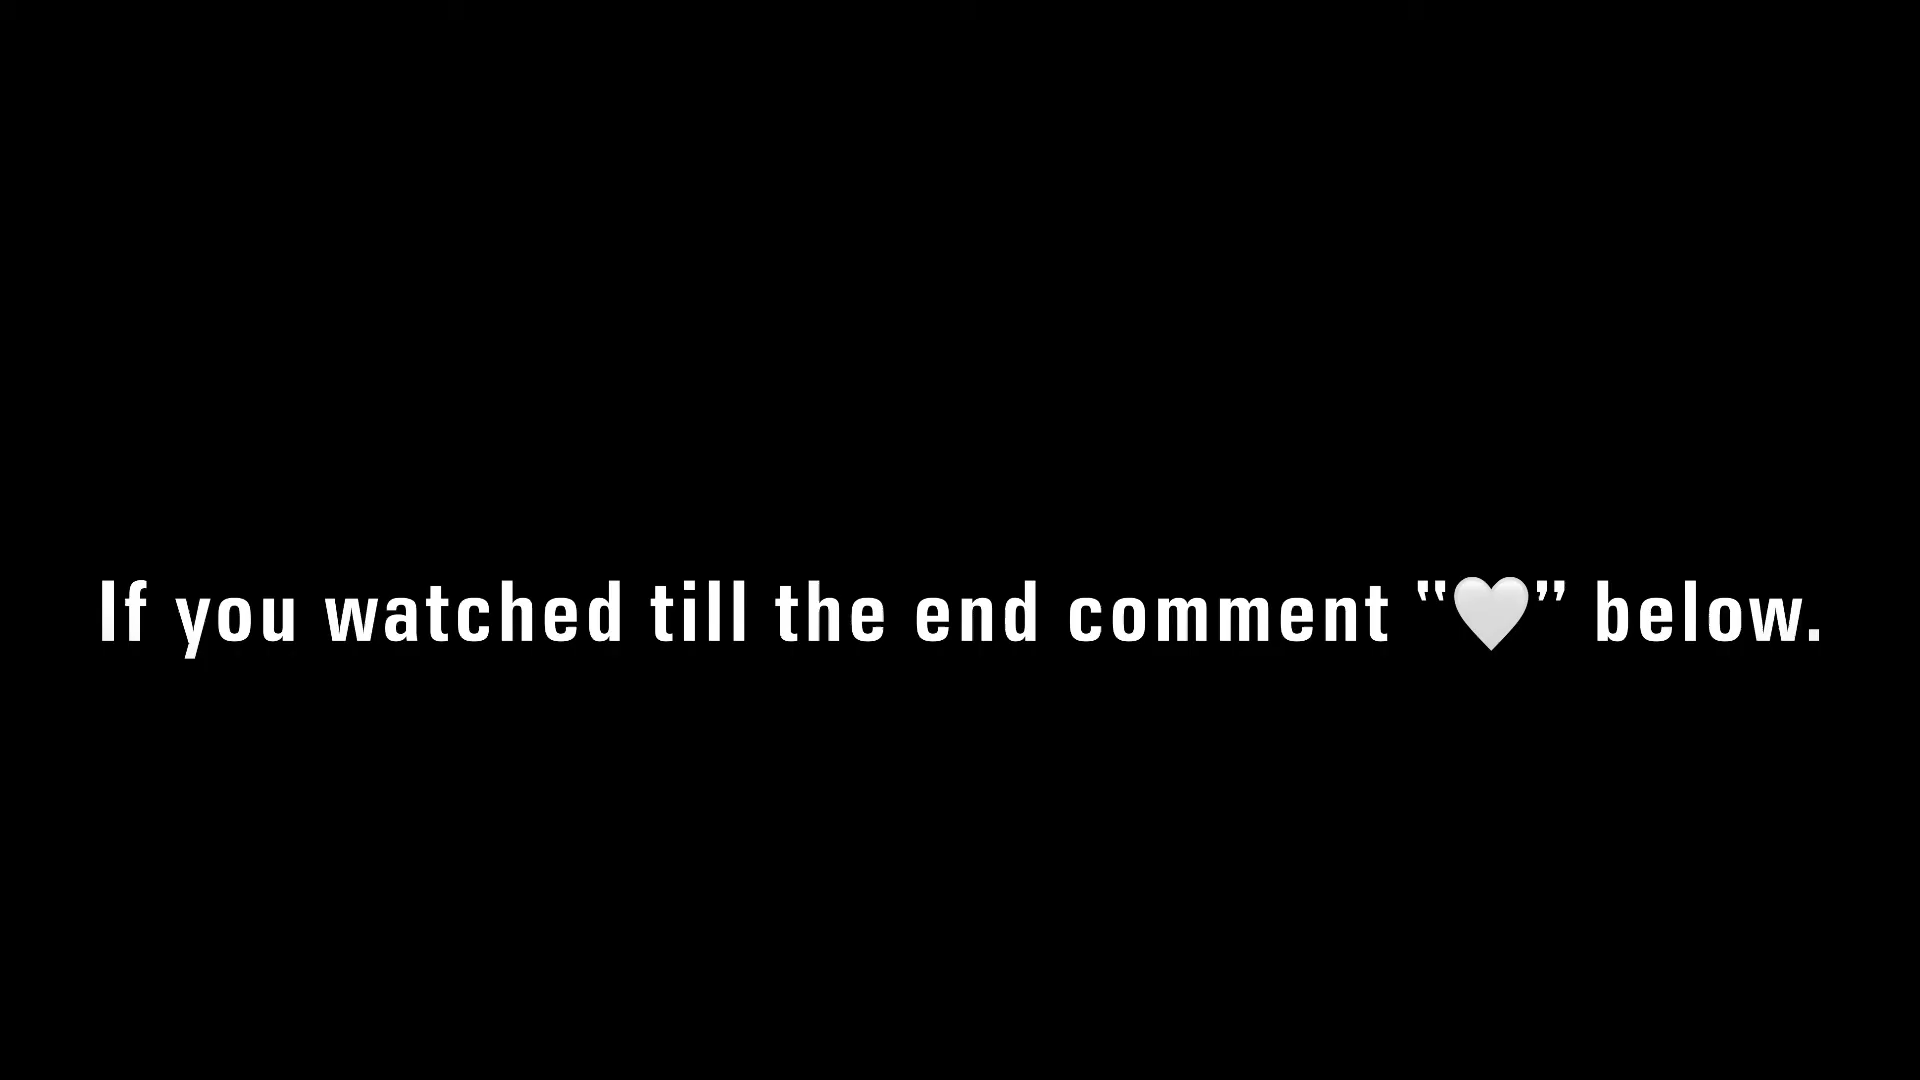 If you watched till the end comment “🤍” below.